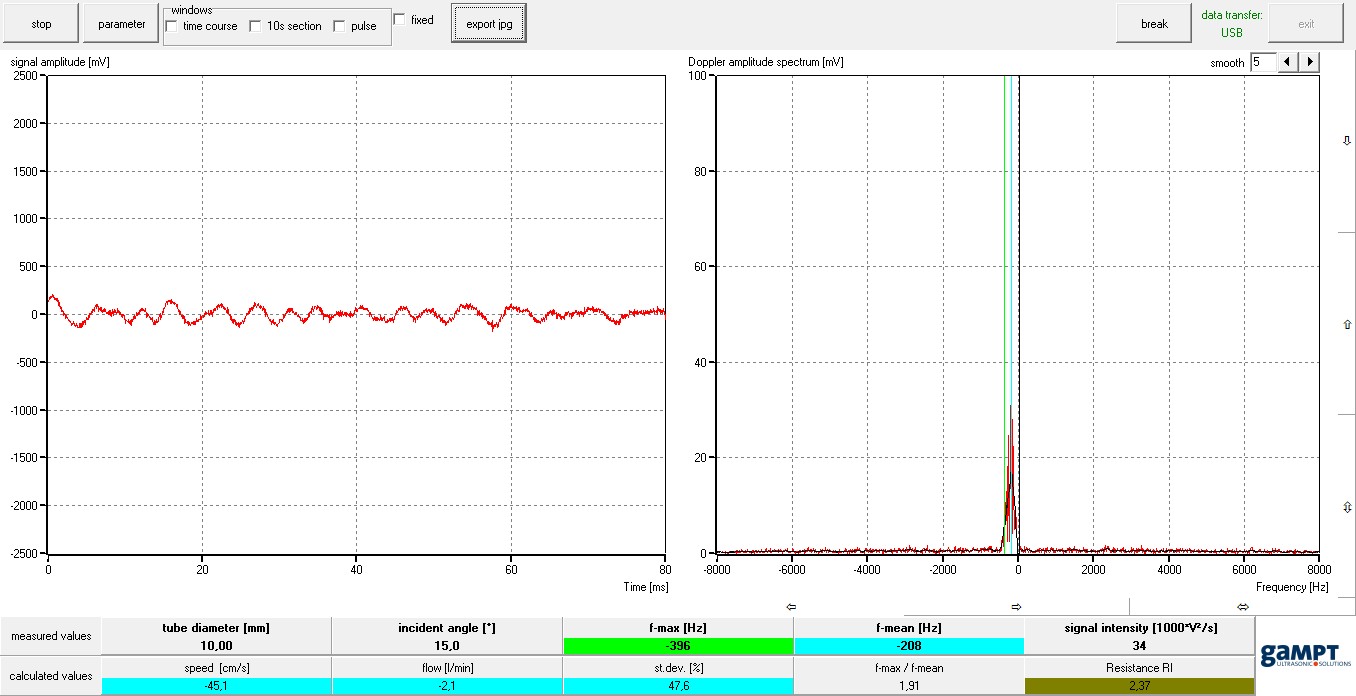 stop
parameter
windows
time course
10s section
pulse
fixed
export jpg
break
data transfer:
USB
exit
signal amplitude [mV]
2500
2000
1500
1000
500
0
-500
-1000
-1500
-2000
-2500
0 20 40 60 80
Time [ms]
Doppler amplitude spectrum [mV]
smooth 5
100
80
60
40
20
0
-8000 -6000 -4000 -2000 0 2000 4000 6000 8000
Frequency [Hz]
measured values
tube diameter [mm] incident angle [°] f-max [Hz] f-mean [Hz] signal intensity [1000*V²/s]
10,00 15,0 -396 -208 34
calculated values
speed [cm/s] flow [l/min] st.dev. [%] f-max / f-mean Resistance RI
-45,1 -2,1 47,6 1,91 2,37
gAMPT
ULTRASONIC SOLUTIONS